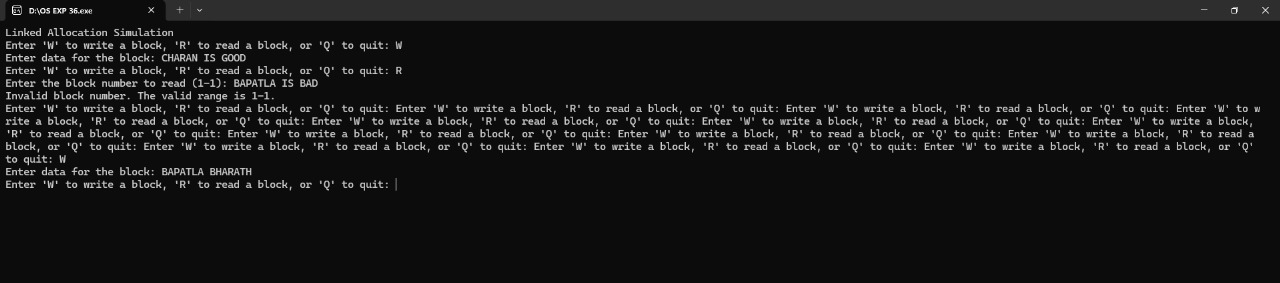 D:\OS EXP 36.exe
Linked Allocation Simulation
Enter 'W' to write a block, 'R' to read a block, or 'Q' to quit: W
Enter data for the block: CHARAN IS GOOD
Enter 'W' to write a block, 'R' to read a block, or 'Q' to quit: R
Enter the block number to read (1-1): BAPATLA IS BAD
Invalid block number. The valid range is 1-1.
Enter 'W' to write a block, 'R' to read a block, or 'Q' to quit: Enter 'W' to write a block, 'R' to read a block, or 'Q' to quit: Enter 'W' to write a block, 'R' to read a block, or 'Q' to quit: Enter 'W' to w
rite a block, 'R' to read a block, or 'Q' to quit: Enter 'W' to write a block, 'R' to read a block, or 'Q' to quit: Enter 'W' to write a block, 'R' to read a block, or 'Q' to quit: Enter 'W' to write a block,
'R' to read a block, or 'Q' to quit: Enter 'W' to write a block, 'R' to read a block, or 'Q' to quit: Enter 'W' to write a block, 'R' to read a block, or 'Q' to quit: Enter 'W' to write a block, 'R' to read a
block, or 'Q' to quit: Enter 'W' to write a block, 'R' to read a block, or 'Q' to quit: Enter 'W' to write a block, 'R' to read a block, or 'Q' to quit: Enter 'W' to write a block, 'R' to read a block, or 'Q'
to quit: W
Enter data for the block: BAPATLA BHARATH
Enter 'W' to write a block, 'R' to read a block, or 'Q' to quit: